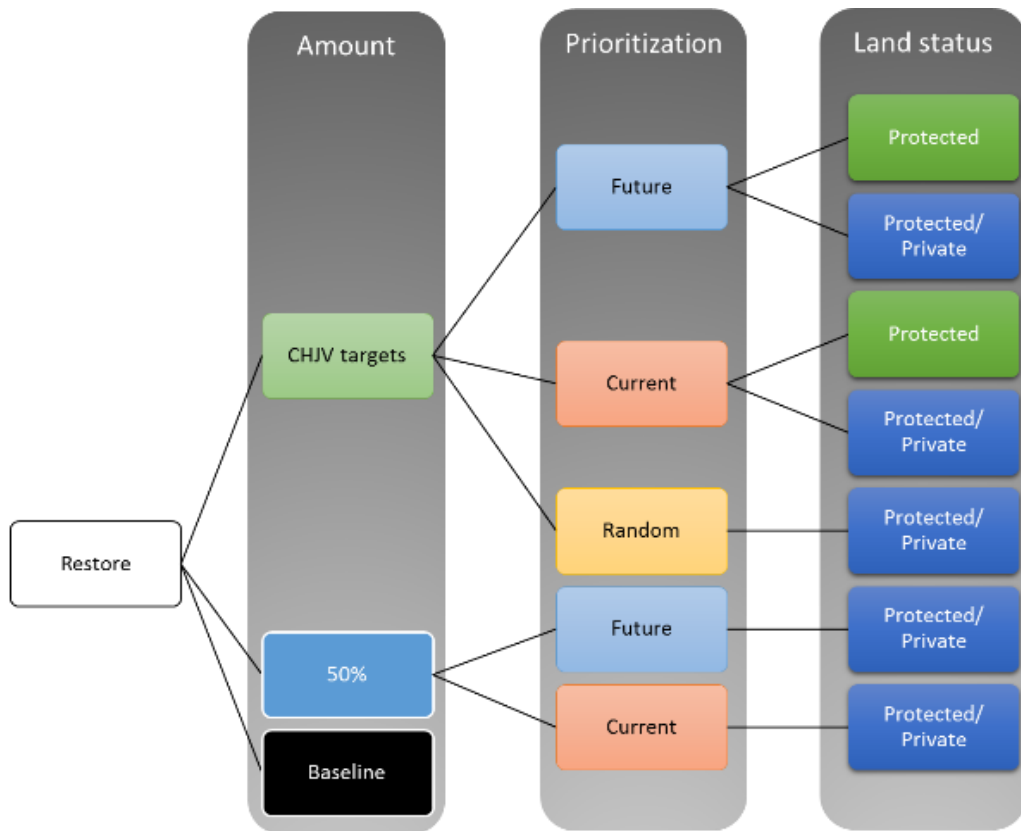 Amount
Prioritization
Land status
Restore
CHJV targets
50%
Baseline
Future
Current
Random
Future
Current
Protected
Protected/
Private
Protected
Protected/
Private
Protected/
Private
Protected/
Private
Protected/
Private